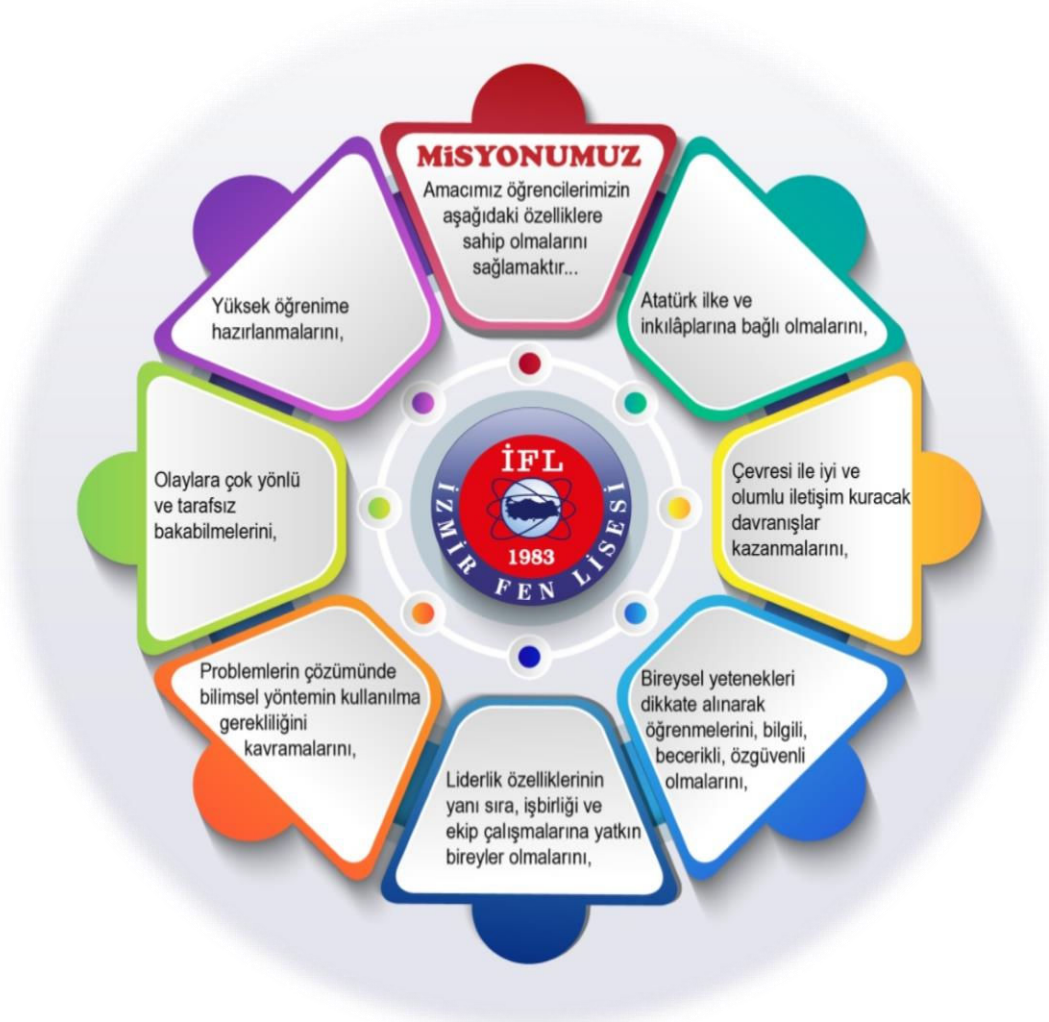 MiSYONUMUZ
Amacımız öğrencilerimizin
aşağıdaki özelliklere
sahip olmalarını
sağlamaktır...
Atatürk ilke ve
inkılâplarına bağlı olmalarını,
Çevresi ile iyi ve
olumlu iletişim kuracak
davranışlar
kazanmalarını,
Bireysel yetenekleri
dikkate alınarak
öğrenmelerini, bilgili,
becerikli, özgüvenli
olmalarını,
Liderlik özelliklerinin
yanı sıra, işbirliği ve
ekip çalışmalarına yatkın
bireyler olmalarını,
Problemlerin çözümünde
bilimsel yöntemin kullanılma
gerekliliğini
kavramalarını,
Olaylara çok yönlü
ve tarafsız
bakabilmelerini,
Yüksek öğrenime
hazırlanmalarını,
İFL
1983
İZMİR FEN LİSESİ